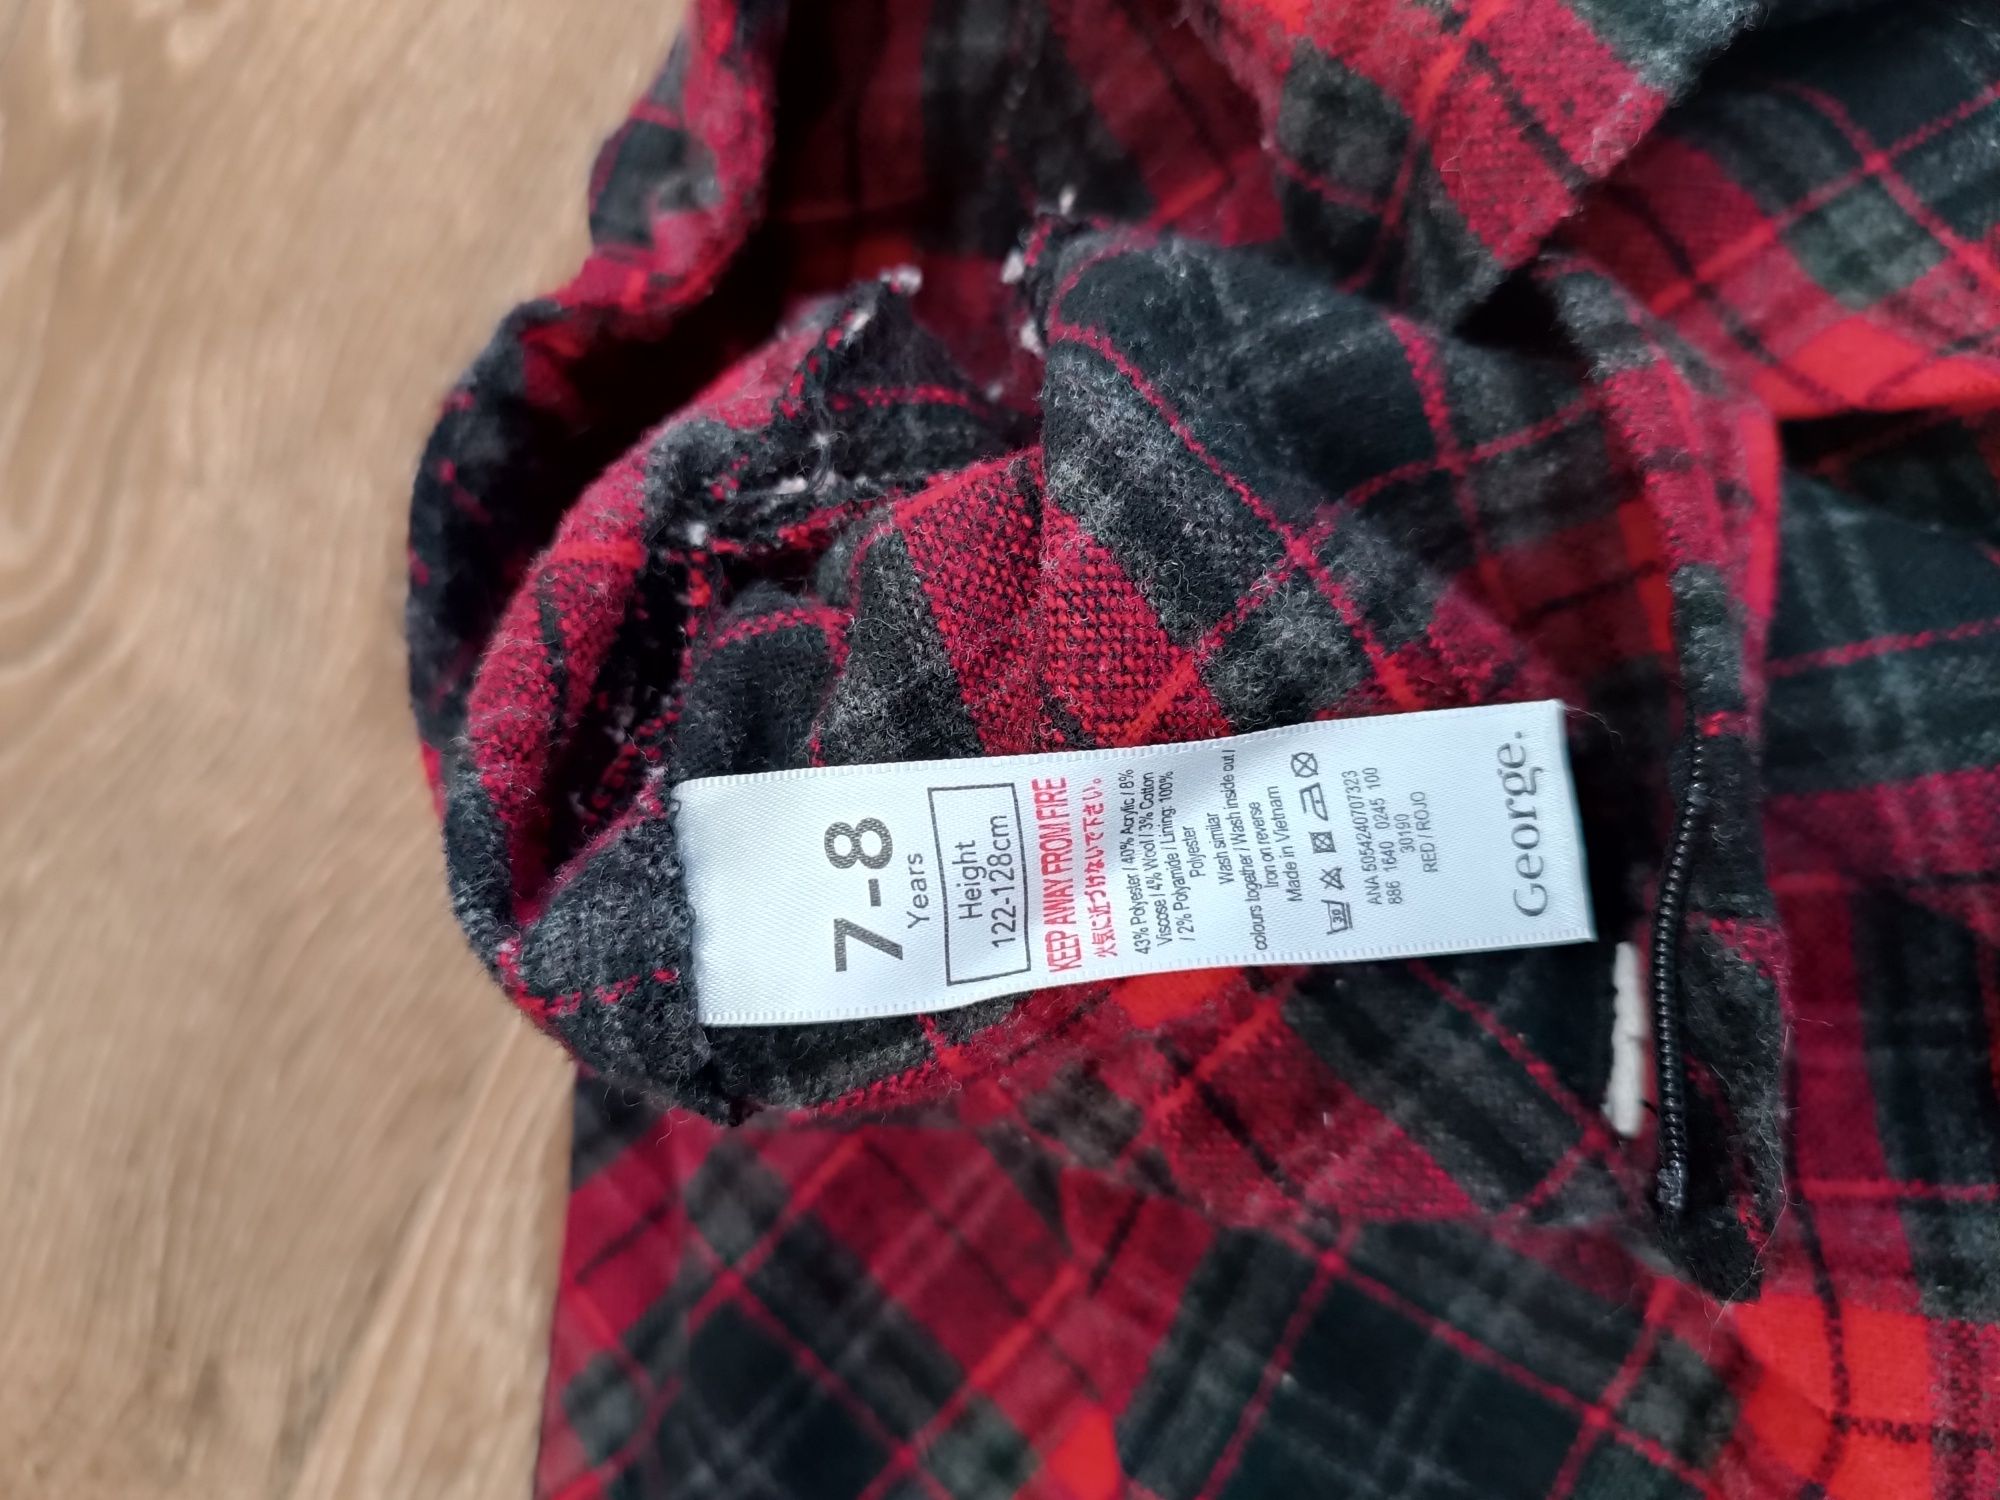 7-8
Years
Height
122-128cm
KEEP AWAY FROM FIRE
火気に近づけないで下さい。
43% Polyester / 40% Acrylic / 8%
Viscose / 4% Wool / 3% Cotton
/ 2% Polyamide / Lining: 100%
Polyester
Wash similar
colours together / Wash inside out /
Iron on reverse
Made in Vietnam
30
ANA 5054240707323
886 1640 0245 100
30190
RED / ROJO
George.